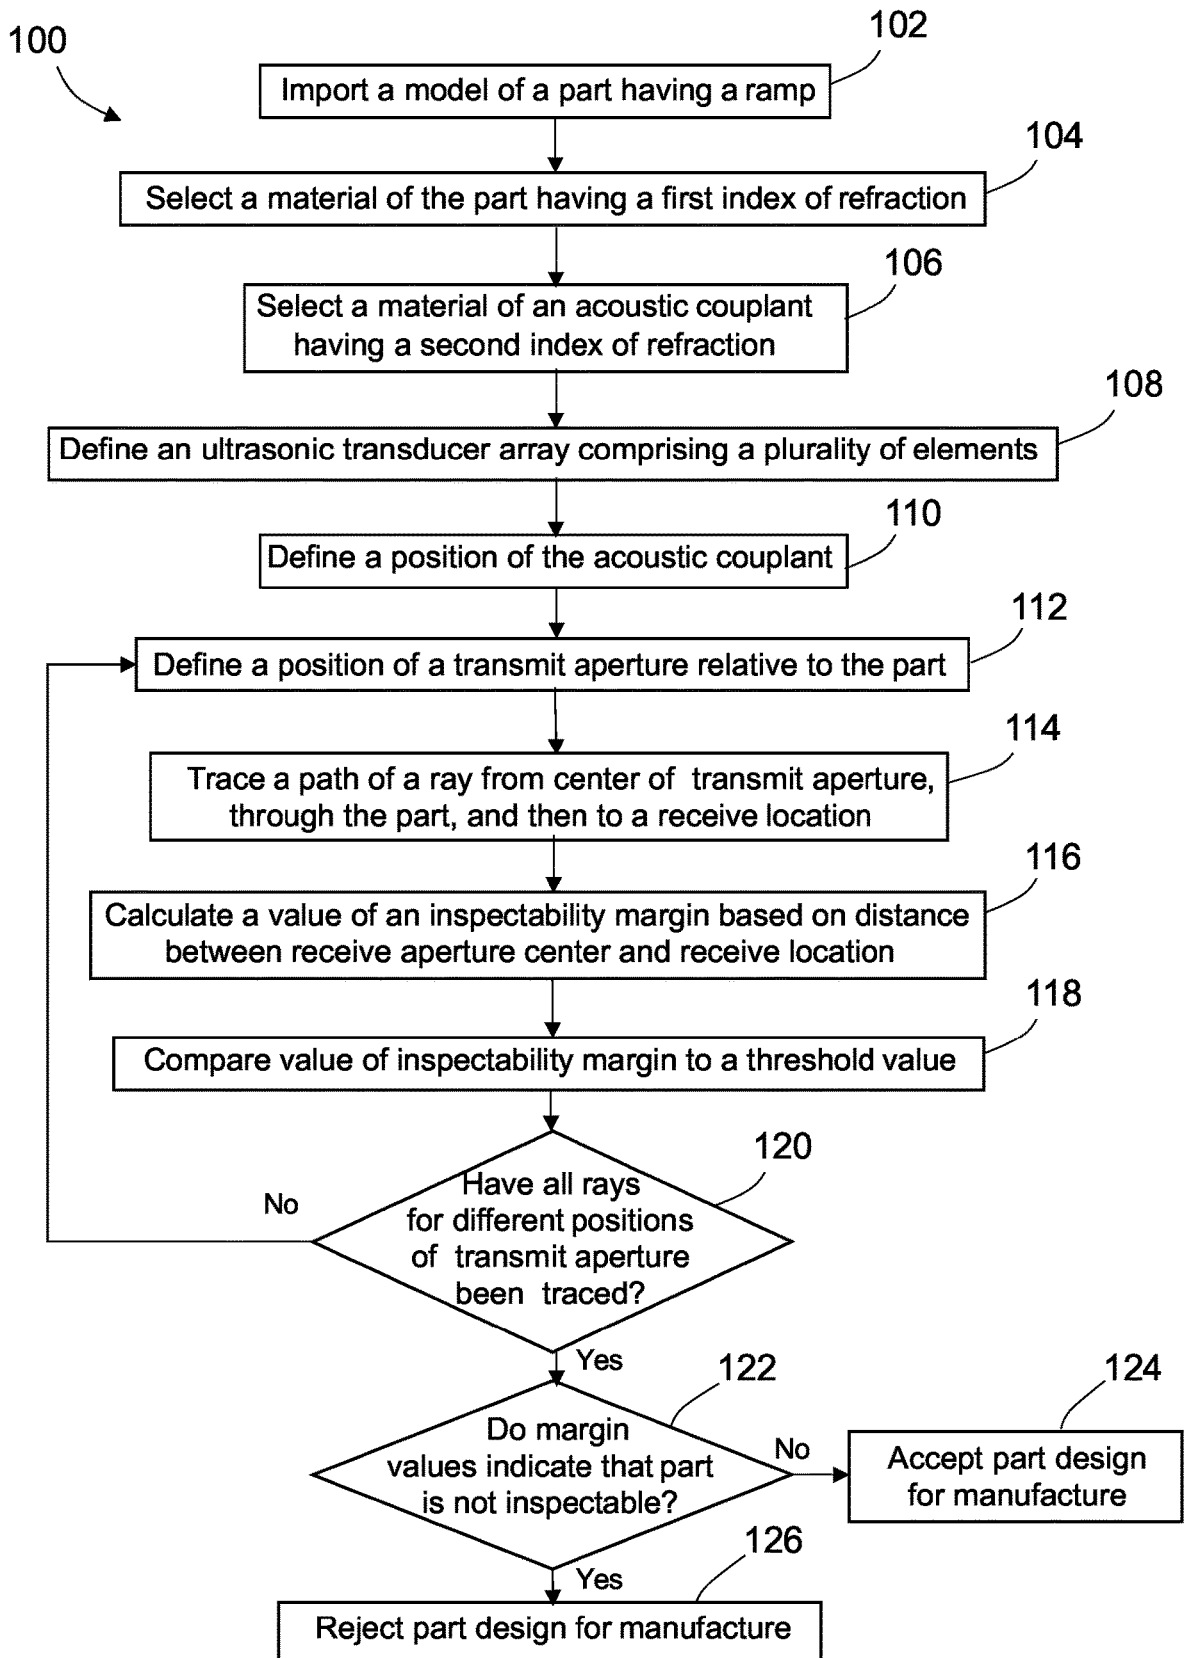 100
102
Import a model of a part having a ramp
104
Select a material of the part having a first index of refraction
106
Select a material of an acoustic couplant
having a second index of refraction
108
Define an ultrasonic transducer array comprising a plurality of elements
110
Define a position of the acoustic couplant
112
Define a position of a transmit aperture relative to the part
114
Trace a path of a ray from center of transmit aperture,
through the part, and then to a receive location
116
Calculate a value of an inspectability margin based on distance
between receive aperture center and receive location
118
Compare value of inspectability margin to a threshold value
120
Have all rays
for different positions
of transmit aperture
been traced?
No
Yes
122
Do margin
values indicate that part
is not inspectable?
No
124
Accept part design
for manufacture
Yes
126
Reject part design for manufacture